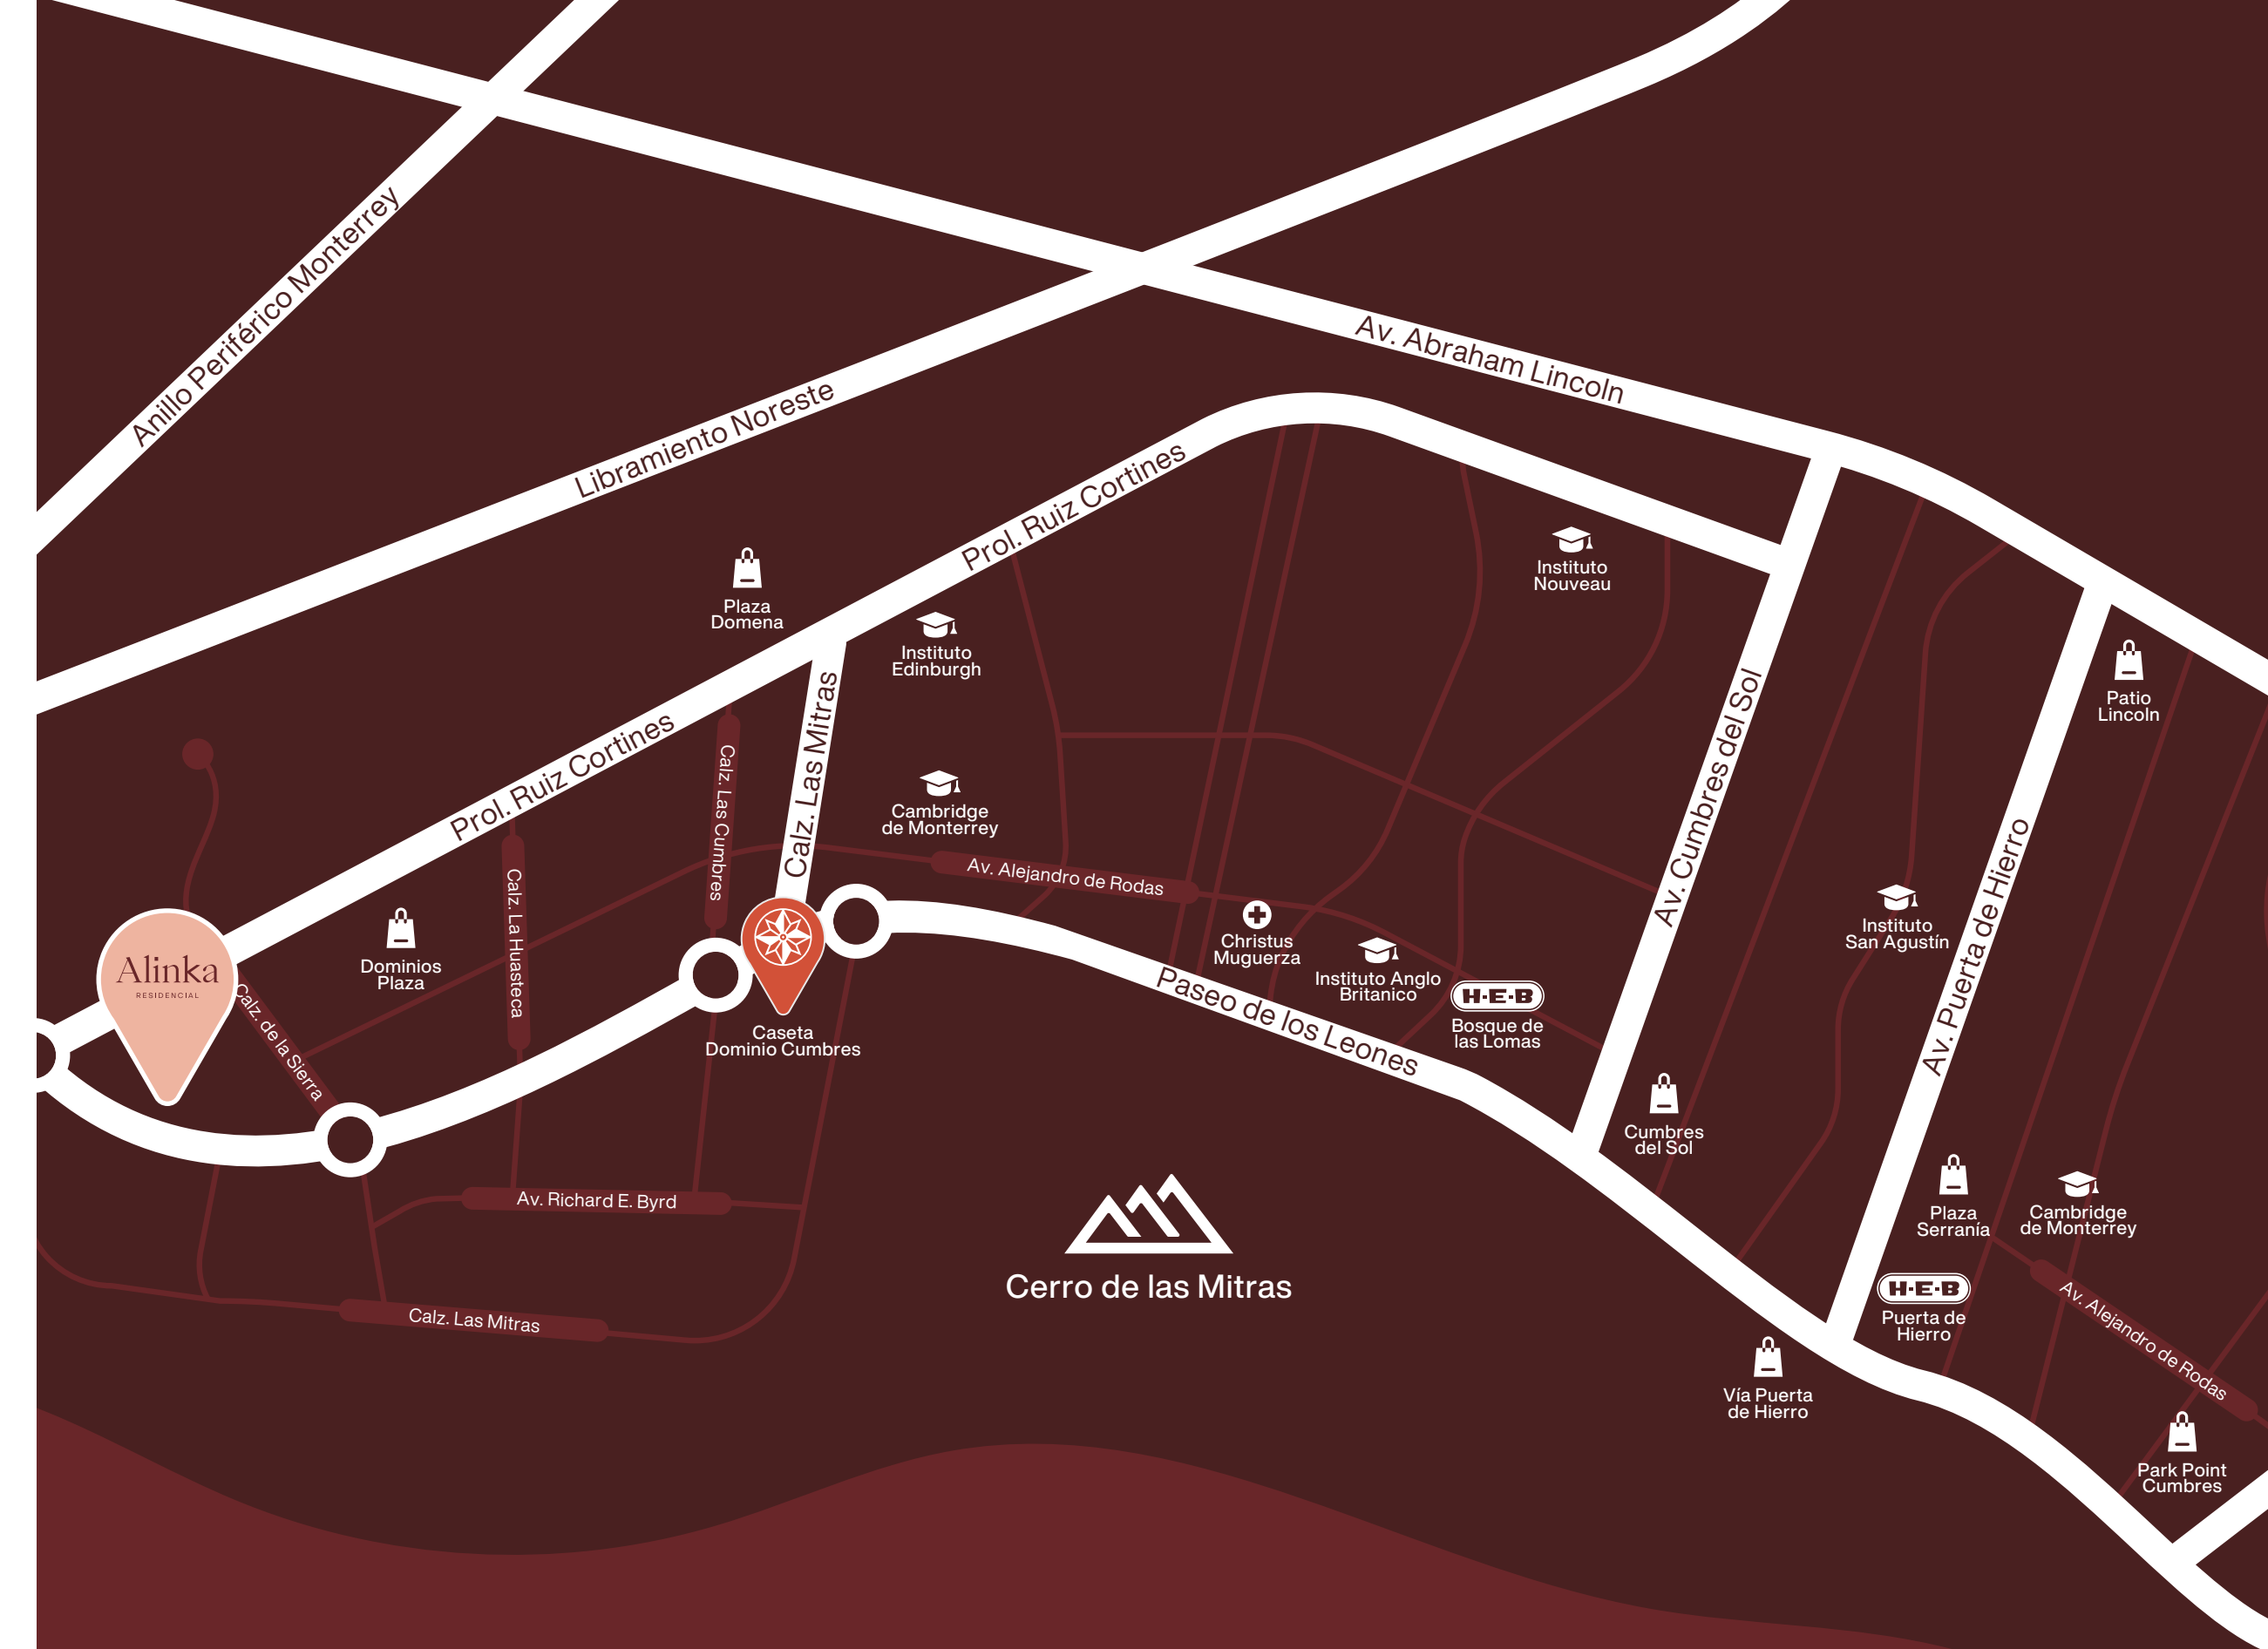 Anillo Periférico Monterrey
Libramiento Noreste
Av. Abraham Lincoln
Prol. Ruiz Cortines
Prol. Ruiz Cortines
Plaza
Domena
Instituto
Edinburgh
Instituto
Nouveau
Patio
Lincoln
Calz. Las Mitras
Calz. Las Cumbres
Calz. La Huasteca
Cambridge
de Monterrey
Av. Alejandro de Rodas
Av. Cumbres del Sol
Av. Puerta de Hierro
Instituto
San Agustín
Alinka
RESIDENCIAL
Dominios
Plaza
Calz. de la Sierra
Caseta
Dominio Cumbres
Christus
Muguerza
Instituto Anglo
Britanico
H·E·B
Bosque de
las Lomas
Paseo de los Leones
Cumbres
del Sol
Av. Richard E. Byrd
Calz. Las Mitras
Cerro de las Mitras
Plaza
Serranía
Cambridge
de Monterrey
H·E·B
Puerta de
Hierro
Av. Alejandro de Rodas
Vía Puerta
de Hierro
Park Point
Cumbres